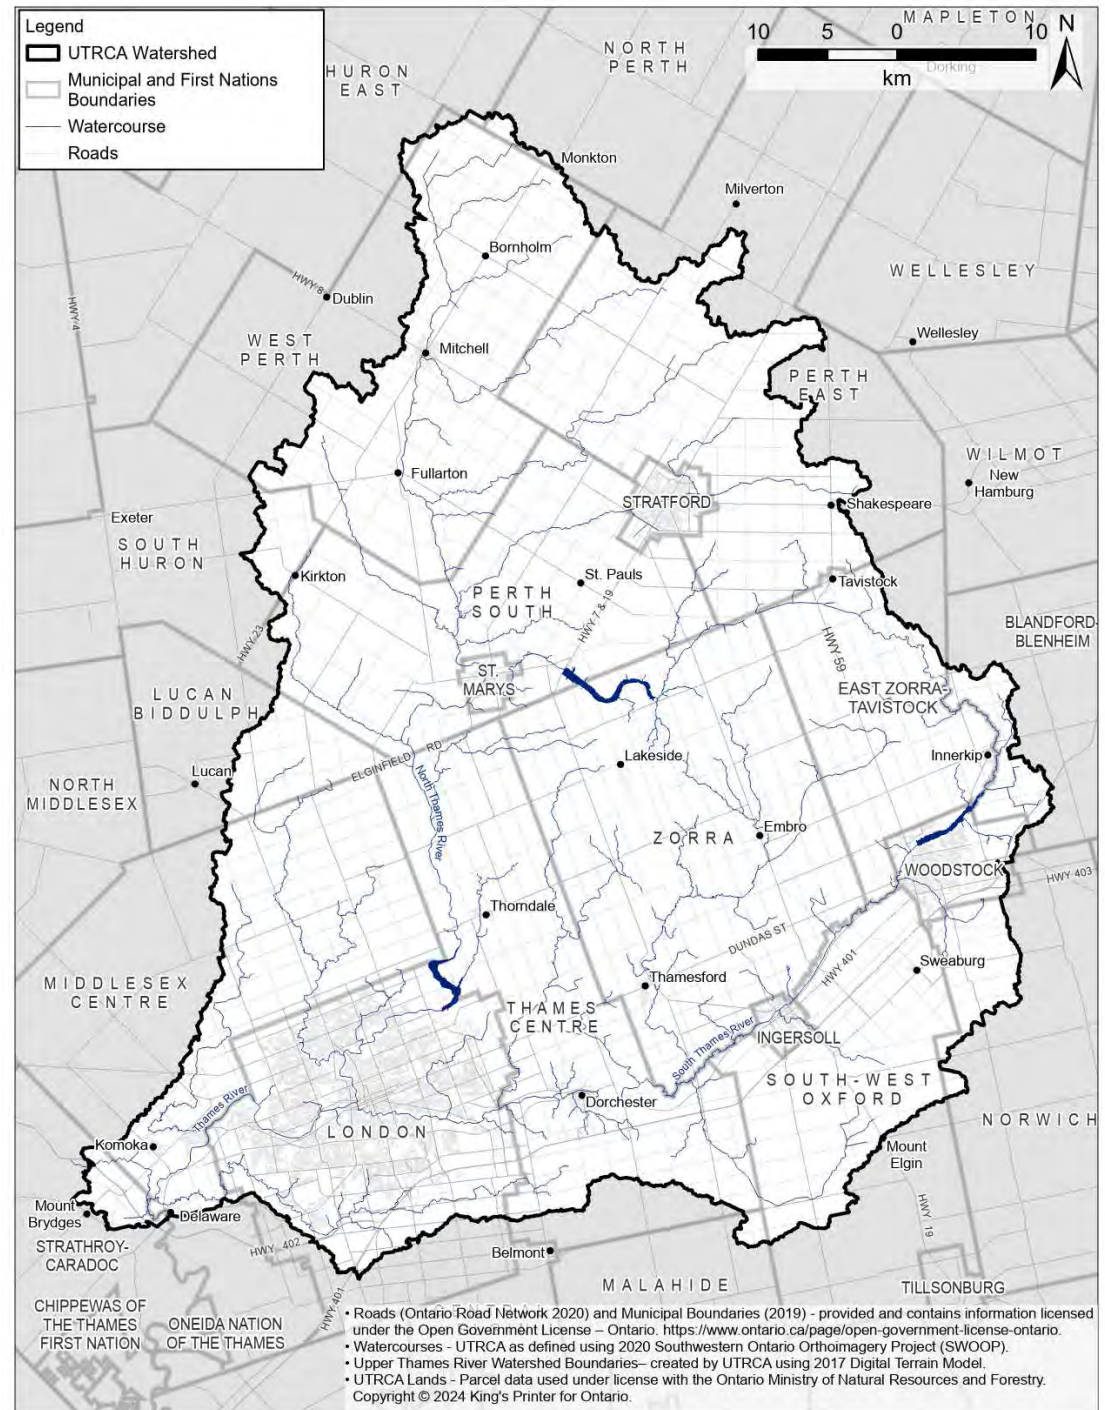 Legend
UTRCA Watershed
Municipal and First Nations
Boundaries
Watercourse
Roads
10 5 0 10
km
N
MAPLETON
Dorking
NORTH
PERTH
HURON
EAST
Monkton
Milverton
Bornholm
WELLESLEY
HWY 8
Dublin
HWY 4
Wellesley
WEST
PERTH
Mitchell
PERTH
EAST
WILMOT
New
Hamburg
Fullarton
STRATFORD
Shakespeare
Exeter
SOUTH
HURON
Kirkton
St. Pauls
Tavistock
PERTH
SOUTH
HWY 7 & 19
BLANDFORD-
BLENHEIM
HWY 23
HWY 59
ST.
MARYS
EAST ZORRA-
TAVISTOCK
LUCAN
BIDDULPH
ELGINFIELD RD
Innerkip
Lakeside
Lucan
North Thames River
NORTH
MIDDLESEX
ZORRA
Embro
WOODSTOCK
HWY 403
Thorndale
DUNDAS ST
HWY 401
Sweaburg
MIDDLESEX
CENTRE
Thamesford
THAMES
CENTRE
South Thames River
INGERSOLL
SOUTH-WEST
OXFORD
Dorchester
Thames River
LONDON
NORWICH
Komoka
Mount
Elgin
Mount
Brydges
Delaware
HWY 19
STRATHROY-
CARADOC
HWY 402
Belmont
MALAHIDE
TILLSONBURG
CHIPPEWAS OF
THE THAMES
FIRST NATION
ONEIDA NATION
OF THE THAMES
HWY 401
• Roads (Ontario Road Network 2020) and Municipal Boundaries (2019) - provided and contains information licensed
under the Open Government License – Ontario. https://www.ontario.ca/page/open-government-license-ontario.
• Watercourses - UTRCA as defined using 2020 Southwestern Ontario Orthoimagery Project (SWOOP).
• Upper Thames River Watershed Boundaries– created by UTRCA using 2017 Digital Terrain Model.
• UTRCA Lands - Parcel data used under license with the Ontario Ministry of Natural Resources and Forestry.
Copyright © 2024 King's Printer for Ontario.